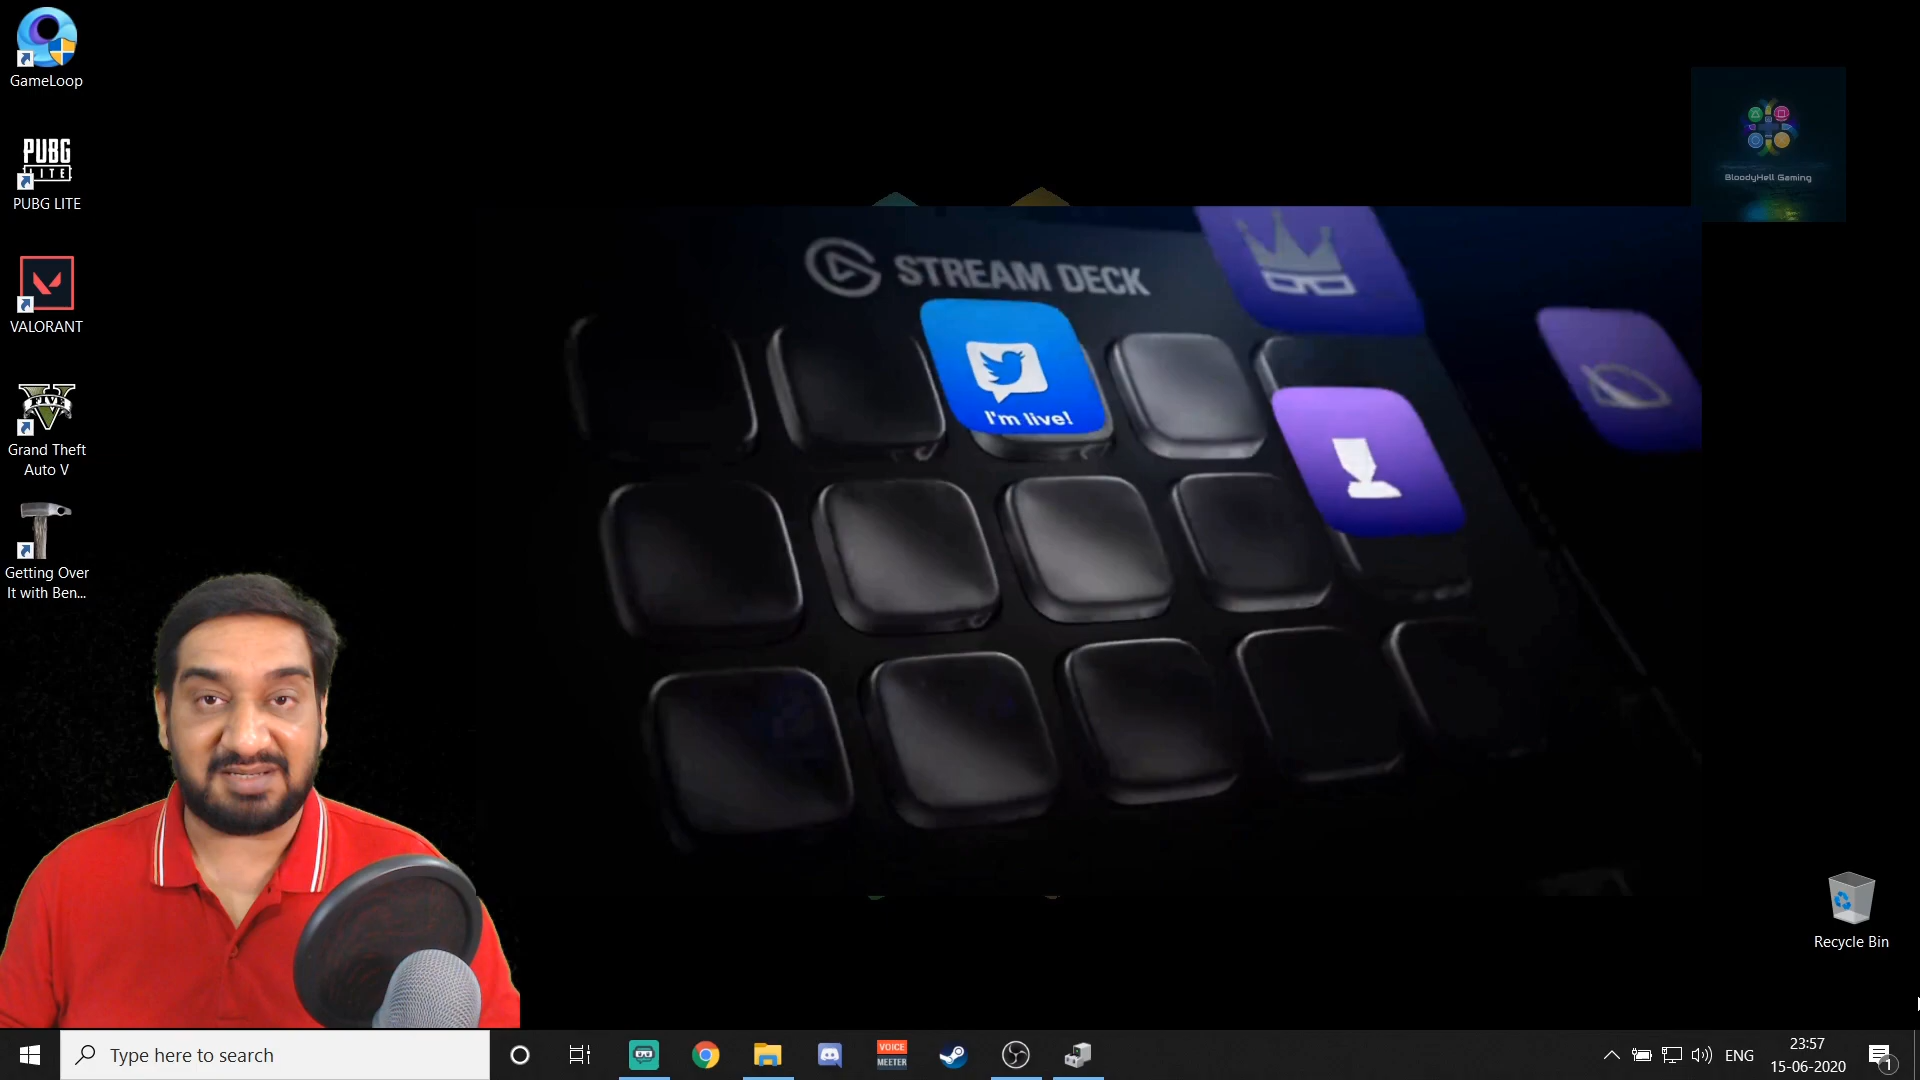 GameLoop
PUBG
LITE
PUBG LITE
VALORANT
FIVE
Grand Theft
Auto V
Getting Over
It with Ben...
BloodyHell Gaming
STREAM DECK
I'm live!
Recycle Bin
Type here to search
VOICE
MEETER
ENG
23:57
15-06-2020
1